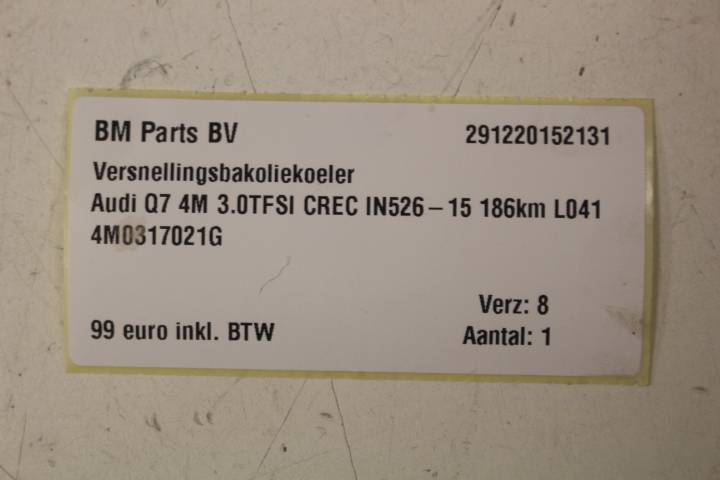 BM Parts BV 291220152131
Versnellingsbakoliekoeler
Audi Q7 4M 3.0TFSI CREC IN526 – 15 186km L041
4M0317021G
Verz: 8
99 euro inkl. BTW Aantal: 1